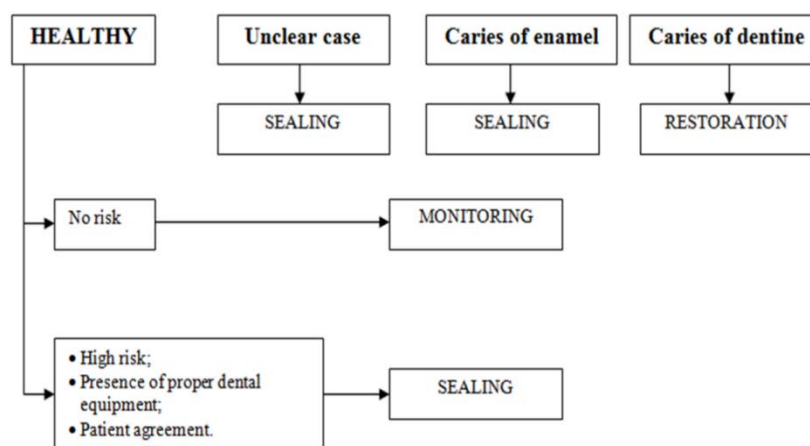 HEALTHY
Unclear case
Caries of enamel
Caries of dentine
SEALING
SEALING
RESTORATION
No risk
MONITORING
• High risk;
• Presence of proper dental
equipment;
• Patient agreement.
SEALING